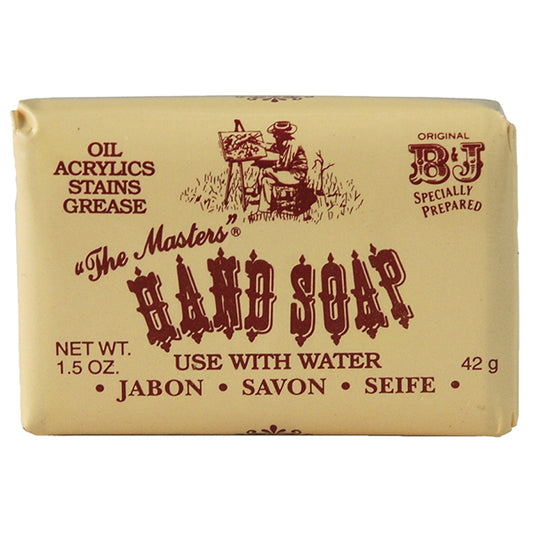 OIL
ACRYLICS
STAINS
GREASE
ORIGINAL
B&J
SPECIALLY
PREPARED
"The Masters"®
HAND SOAP
NET WT.
1.5 OZ.
USE WITH WATER
42 g
• JABON • SAVON • SEIFE •